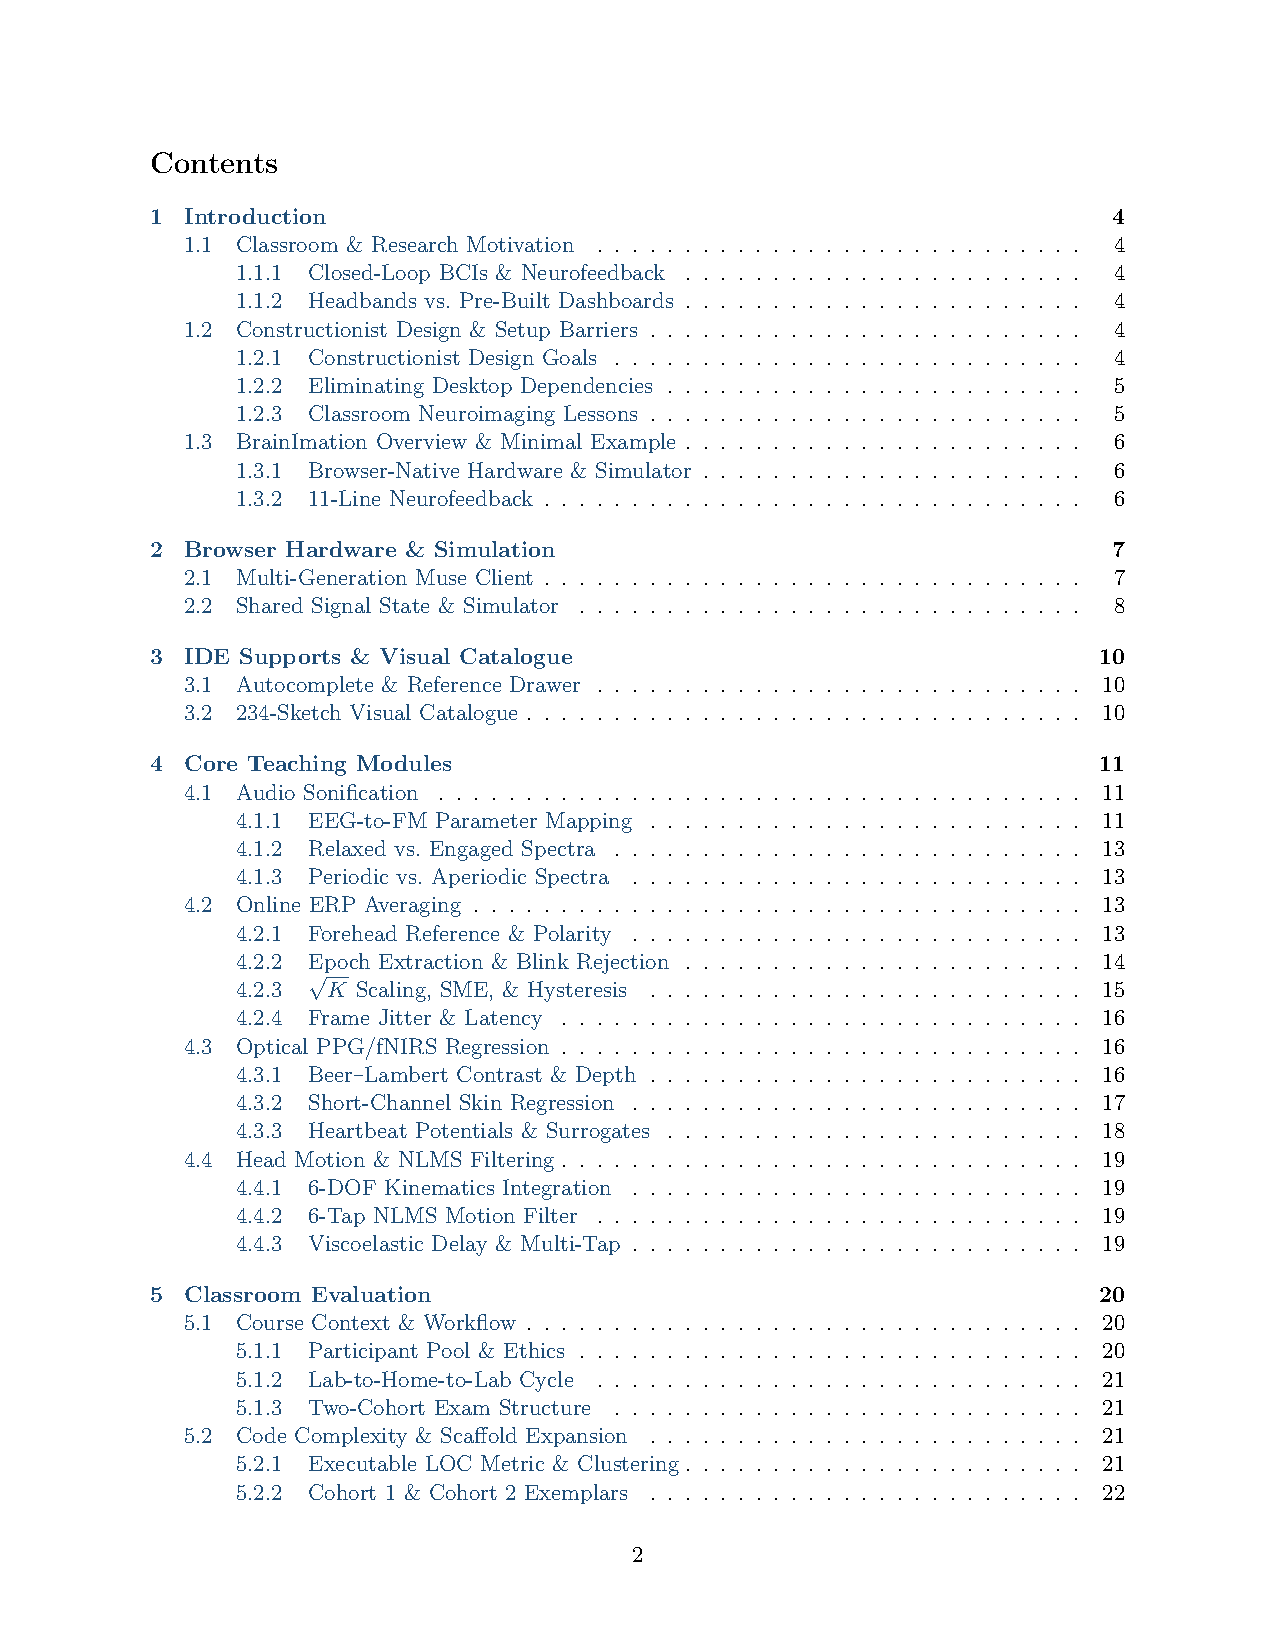 Contents
1 Introduction 4
1.1 Classroom & Research Motivation . . . . . . . . . . . . . . . . . . . . . . . . . . . . 4
1.1.1 Closed-Loop BCIs & Neurofeedback . . . . . . . . . . . . . . . . . . . . . . . 4
1.1.2 Headbands vs. Pre-Built Dashboards . . . . . . . . . . . . . . . . . . . . . . . 4
1.2 Constructionist Design & Setup Barriers . . . . . . . . . . . . . . . . . . . . . . . . . 4
1.2.1 Constructionist Design Goals . . . . . . . . . . . . . . . . . . . . . . . . . . . 4
1.2.2 Eliminating Desktop Dependencies . . . . . . . . . . . . . . . . . . . . . . . . 5
1.2.3 Classroom Neuroimaging Lessons . . . . . . . . . . . . . . . . . . . . . . . . . 5
1.3 BrainImation Overview & Minimal Example . . . . . . . . . . . . . . . . . . . . . . . 6
1.3.1 Browser-Native Hardware & Simulator . . . . . . . . . . . . . . . . . . . . . . 6
1.3.2 11-Line Neurofeedback . . . . . . . . . . . . . . . . . . . . . . . . . . . . . . . 6
2 Browser Hardware & Simulation 7
2.1 Multi-Generation Muse Client . . . . . . . . . . . . . . . . . . . . . . . . . . . . . . . 7
2.2 Shared Signal State & Simulator . . . . . . . . . . . . . . . . . . . . . . . . . . . . . 8
3 IDE Supports & Visual Catalogue 10
3.1 Autocomplete & Reference Drawer . . . . . . . . . . . . . . . . . . . . . . . . . . . . 10
3.2 234-Sketch Visual Catalogue . . . . . . . . . . . . . . . . . . . . . . . . . . . . . . . . 10
4 Core Teaching Modules 11
4.1 Audio Sonification . . . . . . . . . . . . . . . . . . . . . . . . . . . . . . . . . . . . . 11
4.1.1 EEG-to-FM Parameter Mapping . . . . . . . . . . . . . . . . . . . . . . . . . 11
4.1.2 Relaxed vs. Engaged Spectra . . . . . . . . . . . . . . . . . . . . . . . . . . . 13
4.1.3 Periodic vs. Aperiodic Spectra . . . . . . . . . . . . . . . . . . . . . . . . . . 13
4.2 Online ERP Averaging . . . . . . . . . . . . . . . . . . . . . . . . . . . . . . . . . . . 13
4.2.1 Forehead Reference & Polarity . . . . . . . . . . . . . . . . . . . . . . . . . . 13
4.2.2 Epoch Extraction & Blink Rejection . . . . . . . . . . . . . . . . . . . . . . . 14
4.2.3 √K Scaling, SME, & Hysteresis . . . . . . . . . . . . . . . . . . . . . . . . . 15
4.2.4 Frame Jitter & Latency . . . . . . . . . . . . . . . . . . . . . . . . . . . . . . 16
4.3 Optical PPG/fNIRS Regression . . . . . . . . . . . . . . . . . . . . . . . . . . . . . . 16
4.3.1 Beer–Lambert Contrast & Depth . . . . . . . . . . . . . . . . . . . . . . . . . 16
4.3.2 Short-Channel Skin Regression . . . . . . . . . . . . . . . . . . . . . . . . . . 17
4.3.3 Heartbeat Potentials & Surrogates . . . . . . . . . . . . . . . . . . . . . . . . 18
4.4 Head Motion & NLMS Filtering . . . . . . . . . . . . . . . . . . . . . . . . . . . . . . 19
4.4.1 6-DOF Kinematics Integration . . . . . . . . . . . . . . . . . . . . . . . . . . 19
4.4.2 6-Tap NLMS Motion Filter . . . . . . . . . . . . . . . . . . . . . . . . . . . . 19
4.4.3 Viscoelastic Delay & Multi-Tap . . . . . . . . . . . . . . . . . . . . . . . . . . 19
5 Classroom Evaluation 20
5.1 Course Context & Workflow . . . . . . . . . . . . . . . . . . . . . . . . . . . . . . . . 20
5.1.1 Participant Pool & Ethics . . . . . . . . . . . . . . . . . . . . . . . . . . . . . 20
5.1.2 Lab-to-Home-to-Lab Cycle . . . . . . . . . . . . . . . . . . . . . . . . . . . . 21
5.1.3 Two-Cohort Exam Structure . . . . . . . . . . . . . . . . . . . . . . . . . . . 21
5.2 Code Complexity & Scaffold Expansion . . . . . . . . . . . . . . . . . . . . . . . . . 21
5.2.1 Executable LOC Metric & Clustering . . . . . . . . . . . . . . . . . . . . . . . 21
5.2.2 Cohort 1 & Cohort 2 Exemplars . . . . . . . . . . . . . . . . . . . . . . . . . 22
2